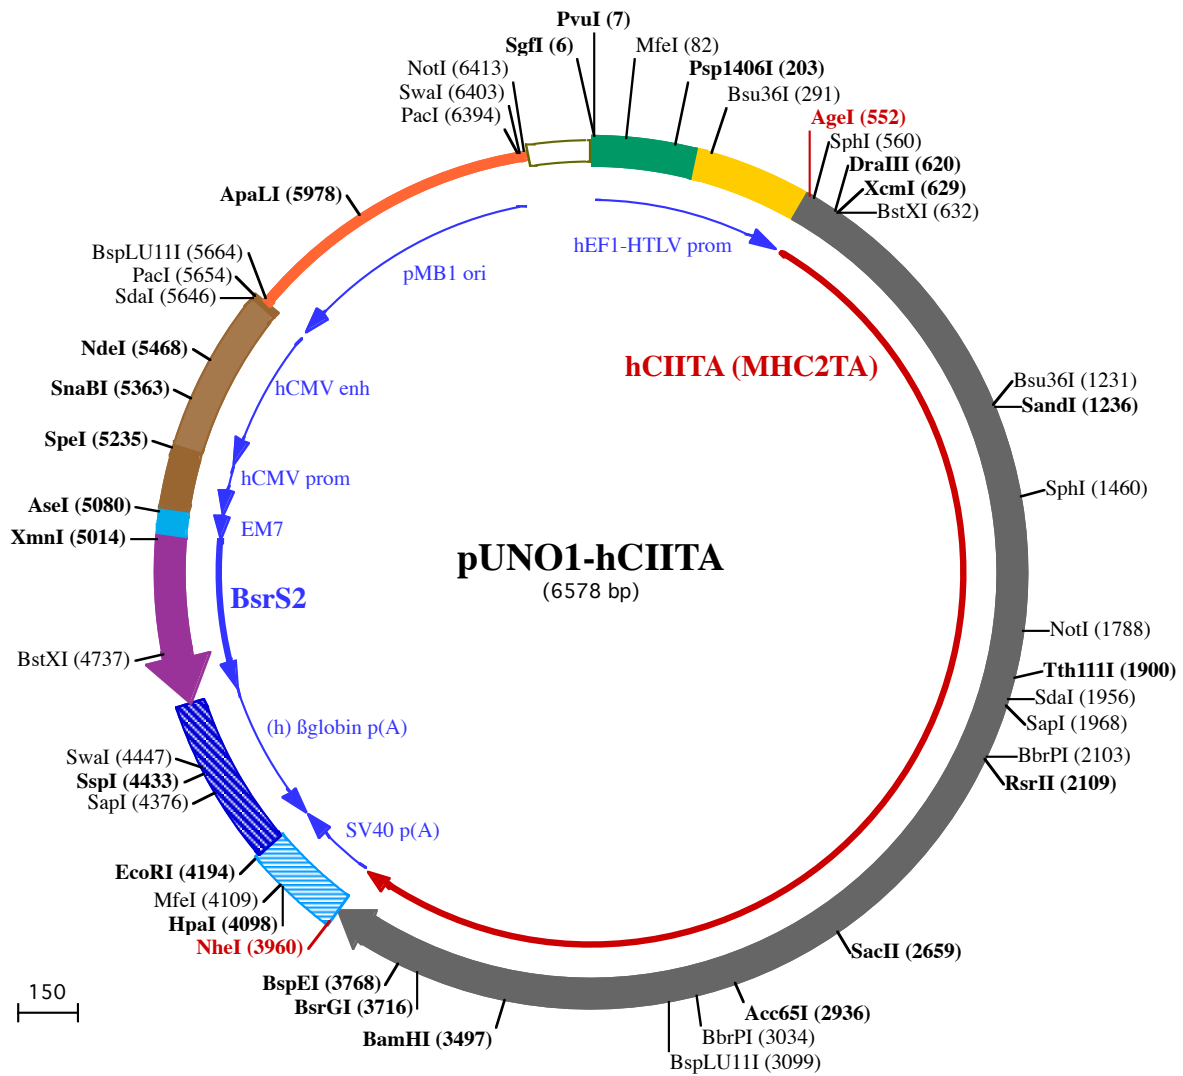 PvuI (7)
SgfI (6)
MfeI (82)
NotI (6413)
Psp1406I (203)
SwaI (6403)
Bsu36I (291)
PacI (6394)
AgeI (552)
SphI (560)
DraIII (620)
XcmI (629)
BstXI (632)
ApaLI (5978)
hEF1-HTLV prom
BspLU11I (5664)
pMB1 ori
PacI (5654)
SdaI (5646)
NdeI (5468)
hCIITA (MHC2TA)
SnaBI (5363)
hCMV enh
Bsu36I (1231)
SandI (1236)
SpeI (5235)
hCMV prom
SphI (1460)
AseI (5080)
EM7
XmnI (5014)
pUNO1-hCIITA
(6578 bp)
BsrS2
NotI (1788)
BstXI (4737)
Tth111I (1900)
SdaI (1956)
SapI (1968)
(h) ßglobin p(A)
SwaI (4447)
BbrPI (2103)
SspI (4433)
RsrII (2109)
SapI (4376)
SV40 p(A)
EcoRI (4194)
MfeI (4109)
HpaI (4098)
NheI (3960)
SacII (2659)
BspEI (3768)
150
BsrGI (3716)
Acc65I (2936)
BamHI (3497)
BbrPI (3034)
BspLU11I (3099)